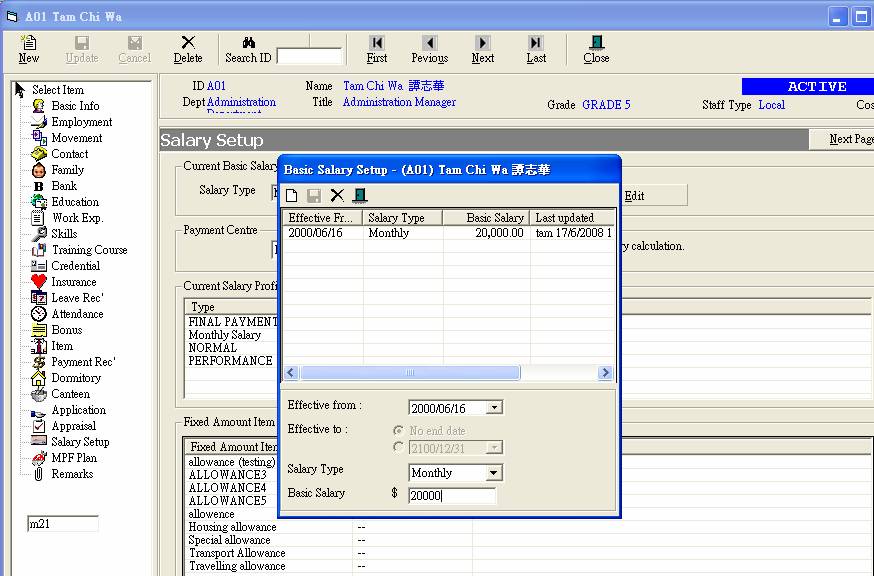 A01 Tam Chi Wa
New Update Cancel Delete Search ID First Pevious Next Last Close
Select Item
Basic Info
Employment
Movement
Contact
Family
Bank
Education
Work Exp.
Skills
Training Course
Credential
Insurance
Leave Rec'
Attendance
Bonus
Item
Payment Rec'
Dormitory
Canteen
Application
Appraisal
Salary Setup
MPF Plan
Remarks
m21
ID A01 Name Tam Chi Wa 譚志華 ACTIVE
Dept Administration Department Title Administration Manager Grade GRADE 5 Staff Type Local Cos
Salary Setup Next Page
Current Basic Salary
Salary Type Edit
Payment Centre
y calculation.
Current Salary Profi
Type
FINAL PAYMENT
Monthly Salary
NORMAL
PERFORMANCE
Fixed Amount Item
Fixed Amount Iten
allowance (testing)
ALLOWANCE3
ALLOWANCE4
ALLOWANCE5
allowence
Housing allowance --
Special allowance --
Transport Allowance --
Travelling allowance --
Basic Salary Setup - (A01) Tam Chi Wa 譚志華
Effective Fr... Salary Type Basic Salary Last updated
2000/06/16 Monthly 20,000.00 tam 17/6/2008 1
Effective from : 2000/06/16
Effective to : No end date
2100/12/31
Salary Type Monthly
Basic Salary $ 20000